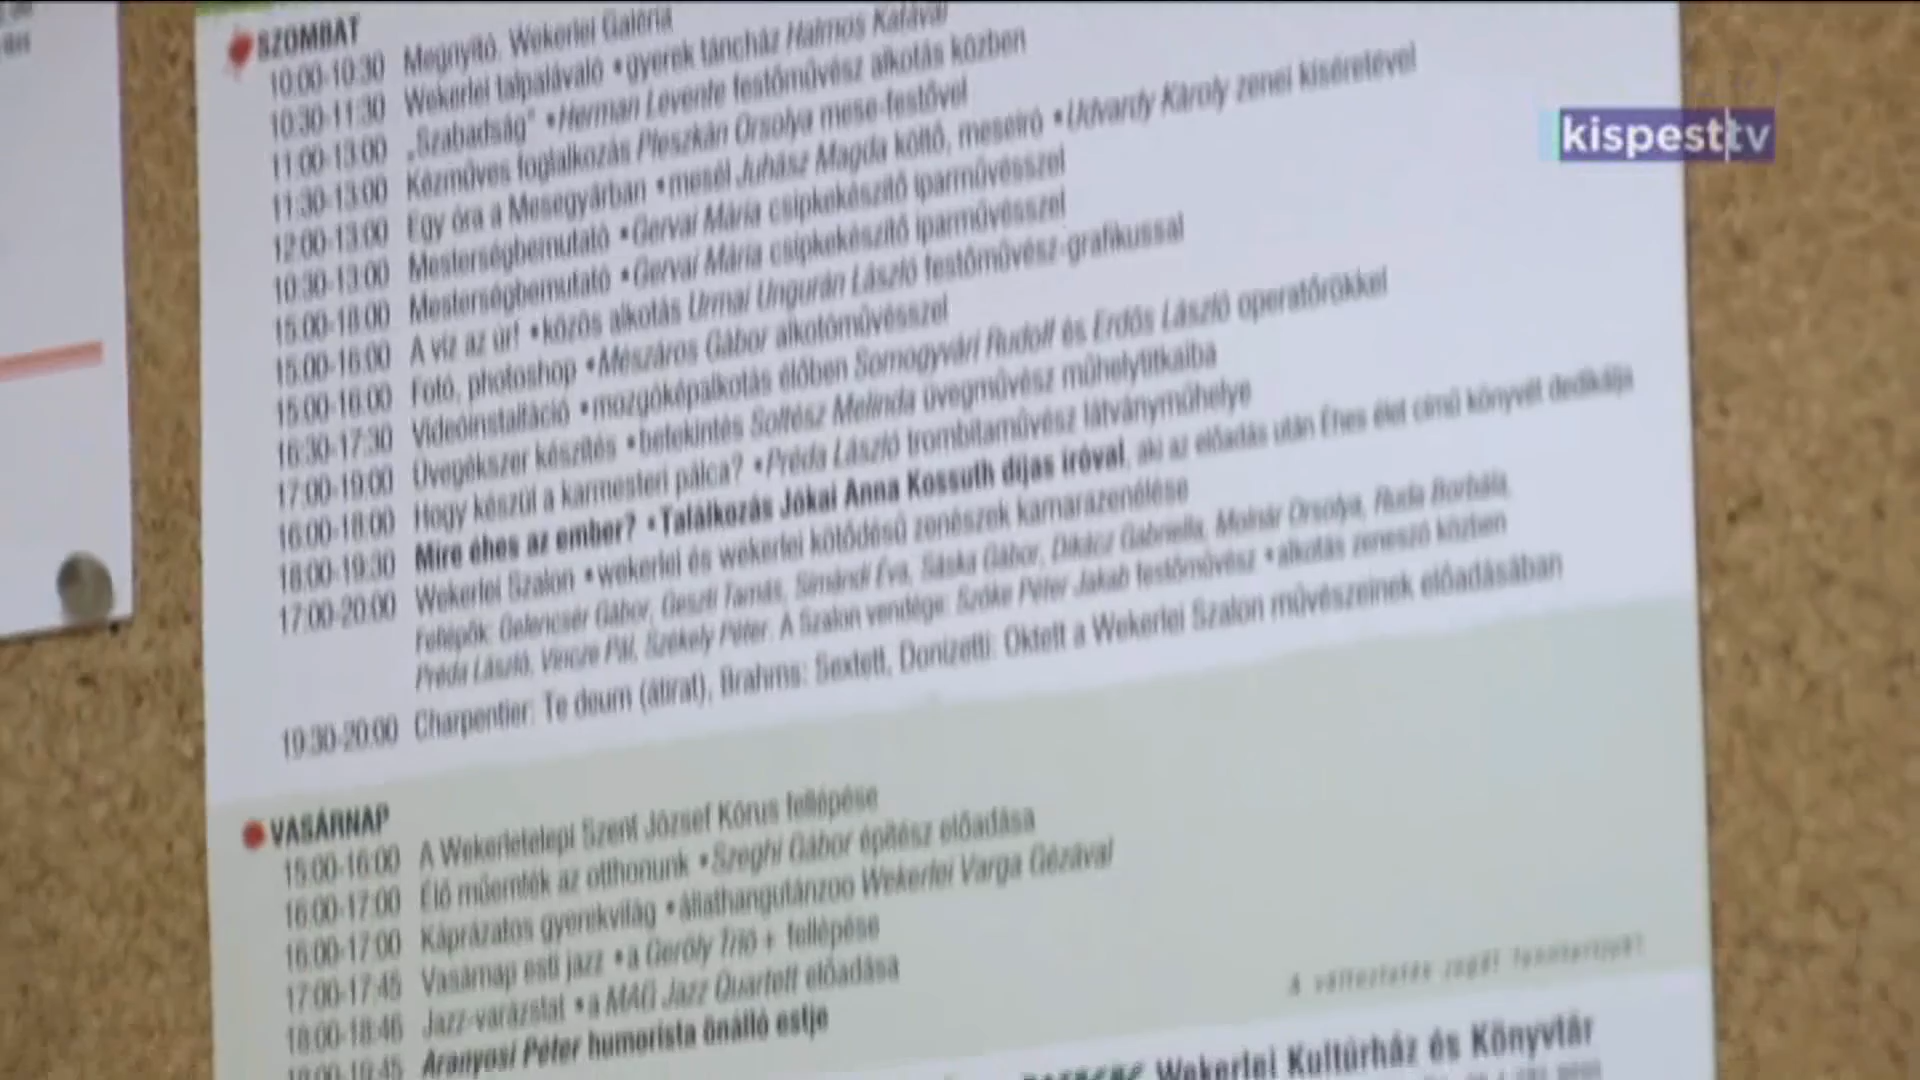 SZOMBAT
10:00-10:30 Megnyitó, Wekerlei Galéria
10:30-11:30 Wekerlei talpalávaló • gyerek táncház Halmos Katával
11:00-13:00 „Szabadság” • Herman Levente festőművész alkotás közben
11:30-13:00 Kézműves foglalkozás Pleszkán Orsolya mese-festővel
12:00-13:00 Egy óra a Mesegyárban • mesél Juhász Magda költő, meseíró • Udvardy Károly zenei kíséretével
10:30-13:00 Mesterségbemutató • Gervai Mária csipkekészítő iparművésszel
15:00-18:00 Mesterségbemutató • Gervai Mária csipkekészítő iparművésszel
15:00-16:00 A víz az úr! • közös alkotás Urmai Ungurán László festőművész-grafikussal
15:00-16:00 Fotó, photoshop • Mészáros Gábor alkotóművésszel
16:30-17:30 Videóinstalláció • mozgóképalkotás élőben Somogyvári Rudolf és Erdős László operatőrökkel
17:00-19:00 Üvegékszer készítés • betekintés Soltész Melinda üvegművész műhelytitkaiba
16:00-18:00 Hogy készül a karmesteri pálca? • Préda László trombitaművész látványműhelye
18:00-19:30 Mire éhes az ember? • Találkozás Jókai Anna Kossuth díjas íróval, aki az előadás után Éhes élet című könyvét dedikálja
17:00-20:00 Wekerlei Szalon • wekerlei és wekerlei kötődésű zenészek kamarazenélése
Fellépők: Gelencsér Gábor, Geszti Tamás, Simándi Éva, Sáska Gábor, Dikácz Gabriella, Molnár Orsolya, Ruda Borbála,
Préda László, Vincze Pál, Székely Péter. A Szalon vendége: Szőke Péter Jakab festőművész • alkotás zeneszó közben
19:30-20:00 Charpentier: Te deum (átirat), Brahms: Sextett, Donizetti: Oktett a Wekerlei Szalon művészeinek előadásában
VASÁRNAP
15:00-16:00 A Wekerletelepi Szent József Kórus fellépése
16:00-17:00 Élő műemlék az otthonunk • Szeghi Gábor építész előadása
16:00-17:00 Káprázatos gyerekvilág • állathangutánzoo Wekerlei Varga Gézával
17:00-17:45 Vasárnap esti jazz • a Gerőly Trió + fellépése
18:00-18:46 Jazz-varázslat • a MAG Jazz Quartett előadása
Aranyosi Péter humorista önálló estje
A változtatás jogát fenntartjuk!
Wekerlei Kultúrház és Könyvtár
kispest tv